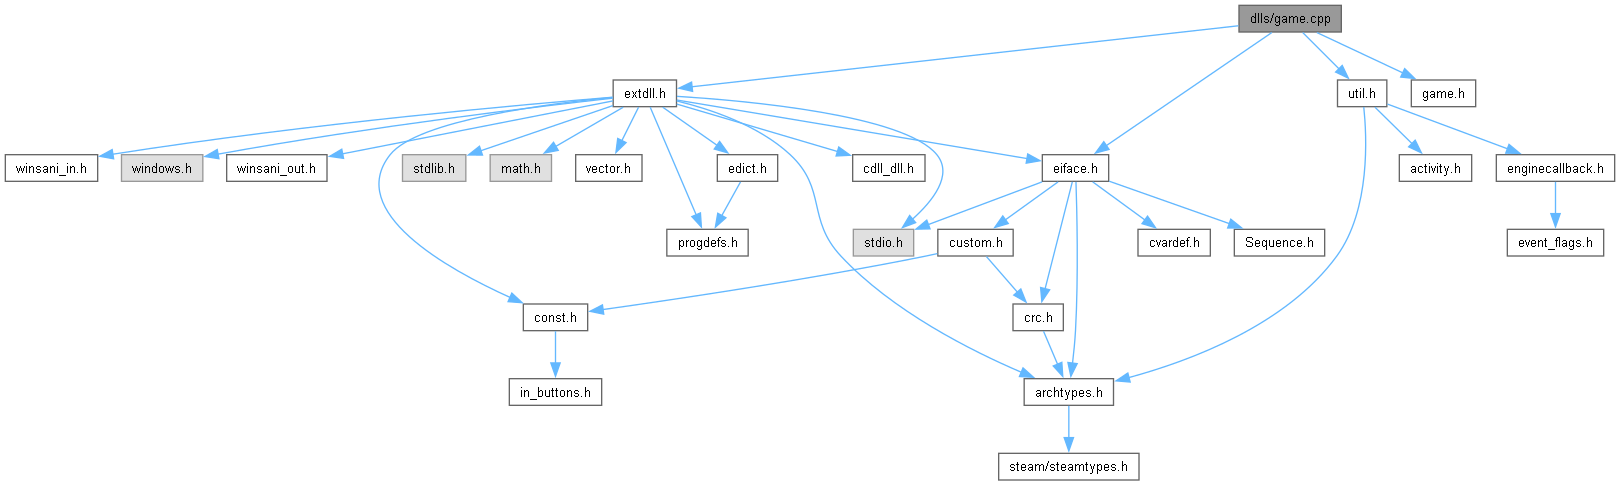 dlls/game.cpp
extdll.h
util.h
game.h
winsani_in.h
windows.h
winsani_out.h
stdlib.h
math.h
vector.h
edict.h
cdll_dll.h
eiface.h
activity.h
enginecallback.h
progdefs.h
stdio.h
custom.h
cvardef.h
Sequence.h
event_flags.h
const.h
crc.h
in_buttons.h
archtypes.h
steam/steamtypes.h